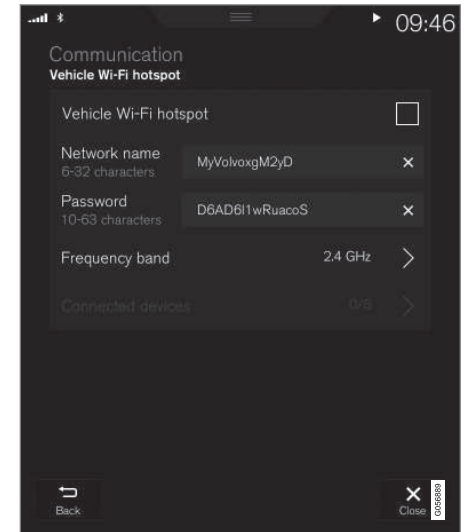 09:46
Communication
Vehicle Wi-Fi hotspot
Vehicle Wi-Fi hotspot
Network name
6-32 characters
MyVolvoxgM2yD
Password
10-63 characters
D6AD6I1wRuacoS
Frequency band
2.4 GHz
Connected devices
0/8
Back
Close
G056889